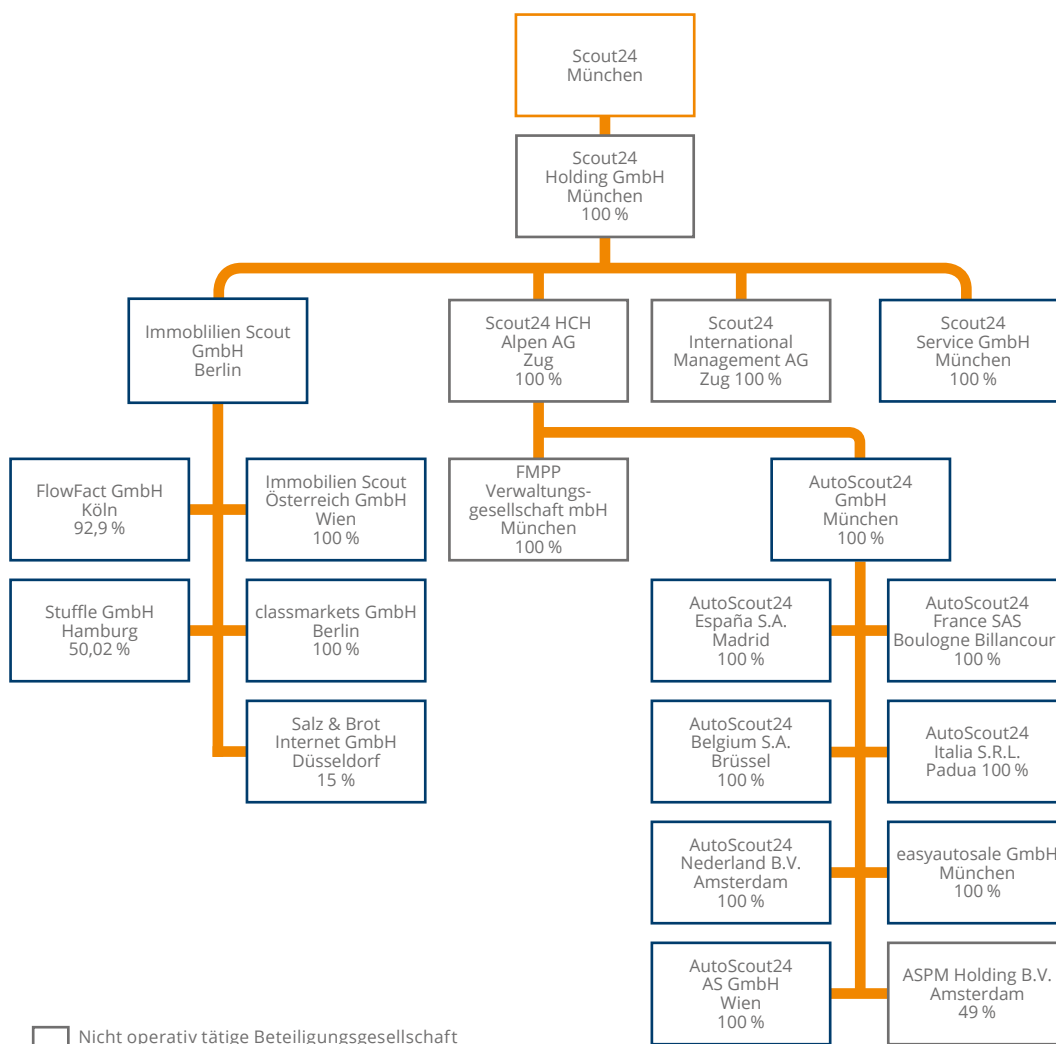 Scout24
München
Scout24
Holding GmbH
München
100 %
Immoblilien Scout
GmbH
Berlin
Scout24 HCH
Alpen AG
Zug
100 %
Scout24
International
Management AG
Zug 100 %
Scout24
Service GmbH
München
100 %
FlowFact GmbH
Köln
92,9 %
Immobilien Scout
Österreich GmbH
Wien
100 %
FMPP
Verwaltungs-
gesellschaft mbH
München
100 %
AutoScout24
GmbH
München
100 %
Stuffle GmbH
Hamburg
50,02 %
classmarkets GmbH
Berlin
100 %
AutoScout24
España S.A.
Madrid
100 %
AutoScout24
France SAS
Boulogne Billancour
100 %
Salz & Brot
Internet GmbH
Düsseldorf
15 %
AutoScout24
Belgium S.A.
Brüssel
100 %
AutoScout24
Italia S.R.L.
Padua 100 %
AutoScout24
Nederland B.V.
Amsterdam
100 %
easyautosale GmbH
München
100 %
AutoScout24
AS GmbH
Wien
100 %
ASPM Holding B.V.
Amsterdam
49 %
Nicht operativ tätige Beteiligungsgesellschaft